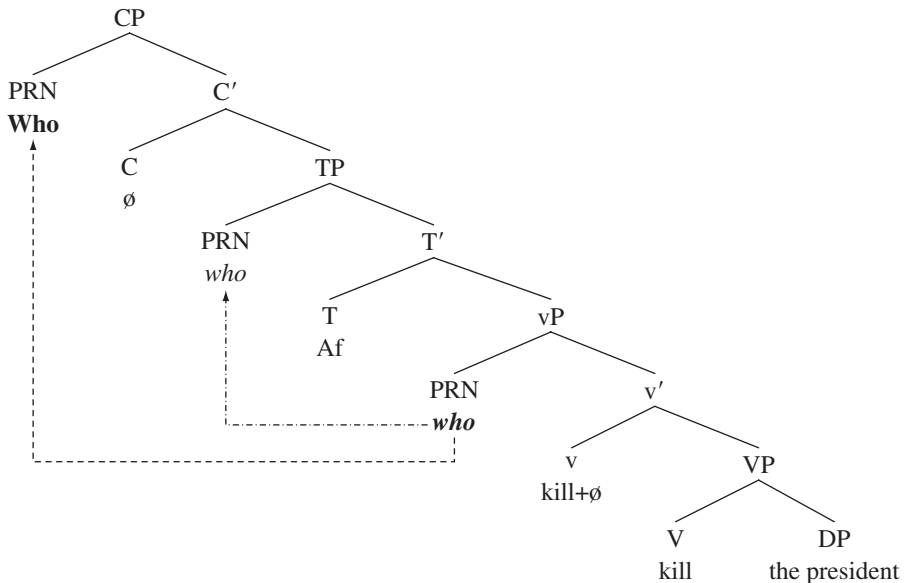 CP
PRN C′
Who
C TP
ø
PRN T′
who
T vP
Af
PRN v′
who
v VP
kill+ø
V DP
kill the president